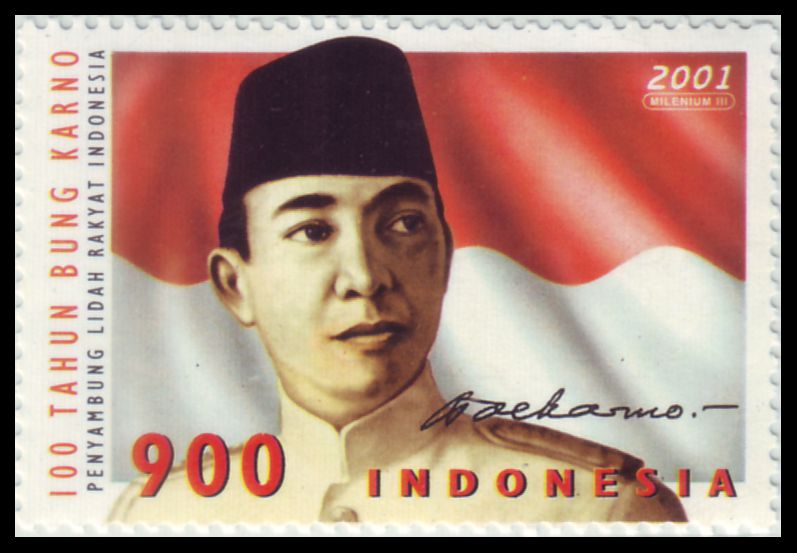 100 TAHUN BUNG KARNO
PENYAMBUNG LIDAH RAKYAT INDONESIA
2001
MILENIUM III
Soekarno.-
900
INDONESIA